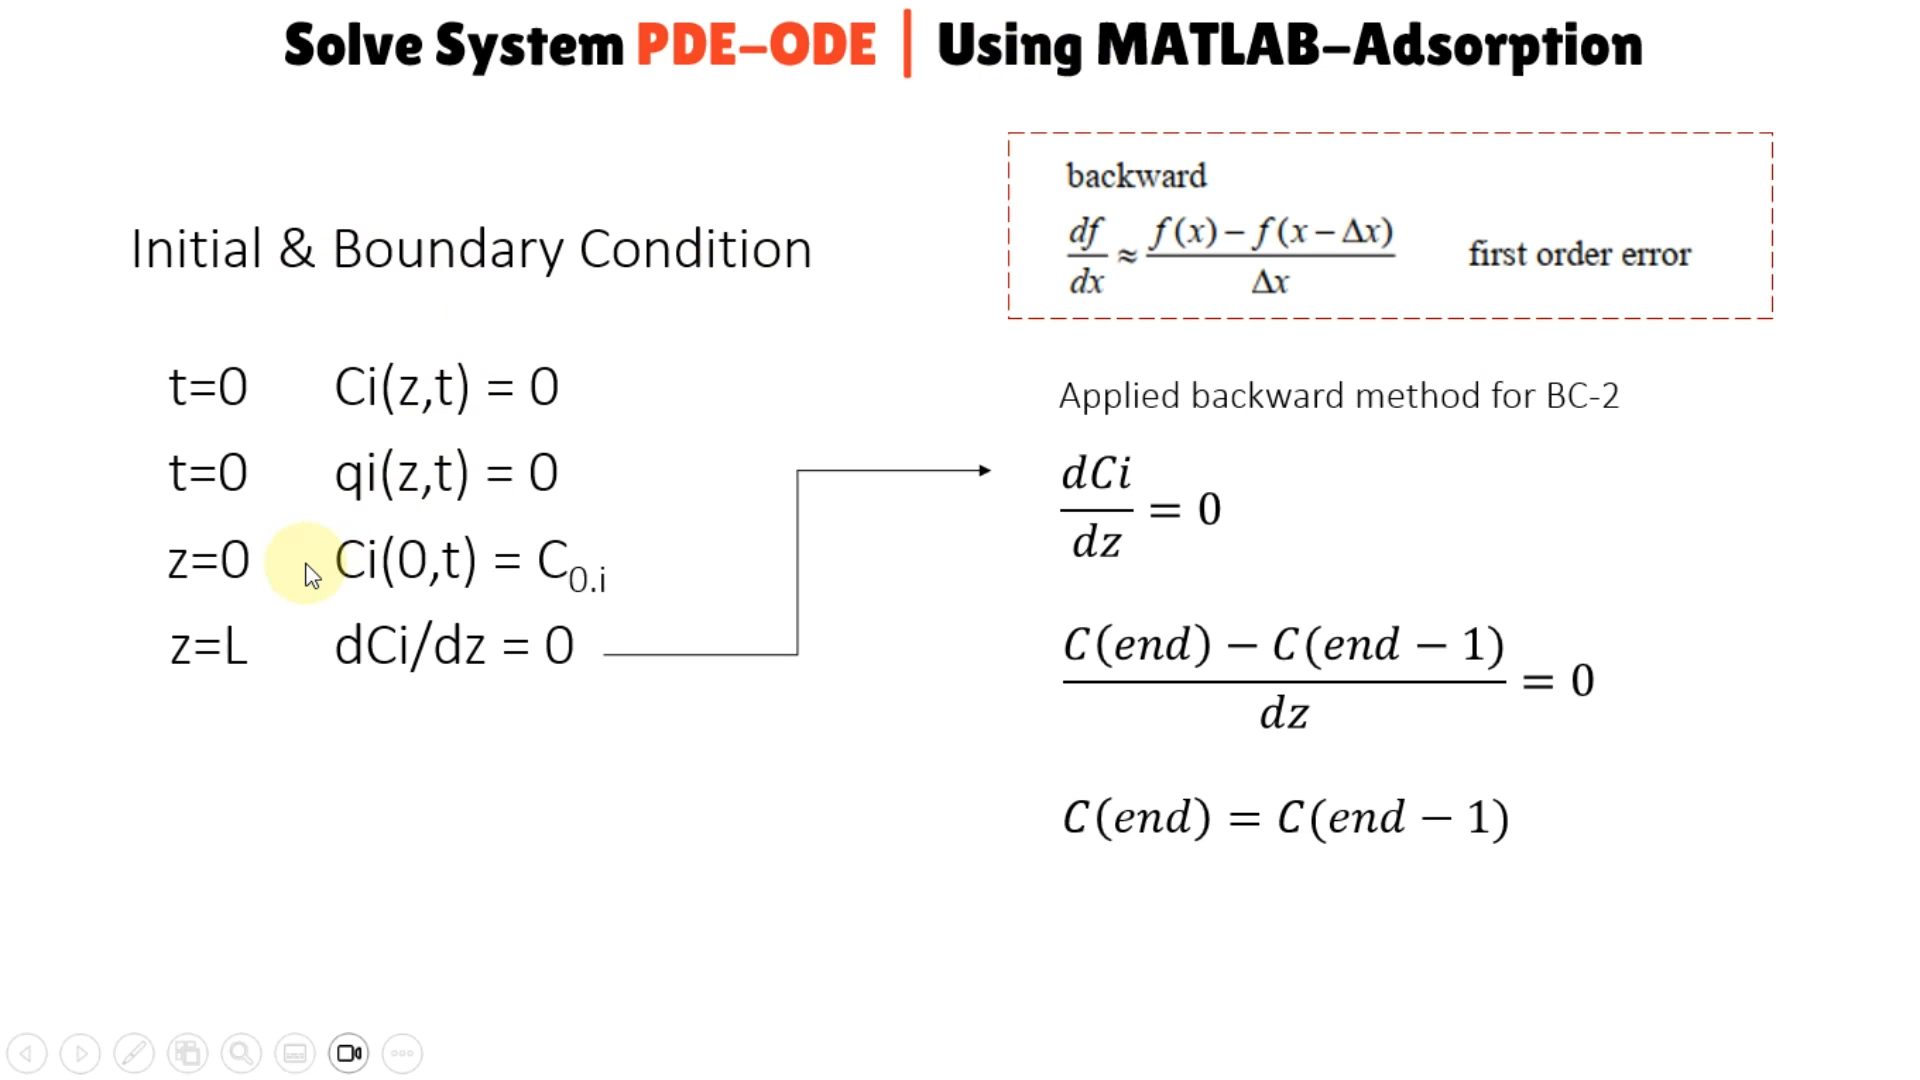 Solve System PDE-ODE | Using MATLAB-Adsorption
Initial & Boundary Condition
t=0 Ci(z,t) = 0
t=0 qi(z,t) = 0
z=0 Ci(0,t) = C₀.ᵢ
z=L dCi/dz = 0
backward
df/dx ≈ (f(x) − f(x − Δx))/Δx first order error
Applied backward method for BC-2
dCi/dz = 0
(C(end) − C(end − 1))/dz = 0
C(end) = C(end − 1)